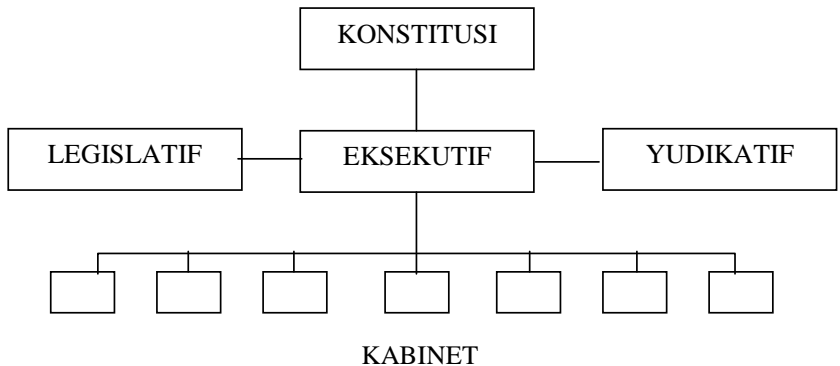 KONSTITUSI
LEGISLATIF
EKSEKUTIF
YUDIKATIF
KABINET